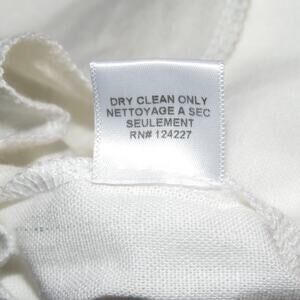 DRY CLEAN ONLY
NETTOYAGE A SEC
SEULEMENT
RN# 124227